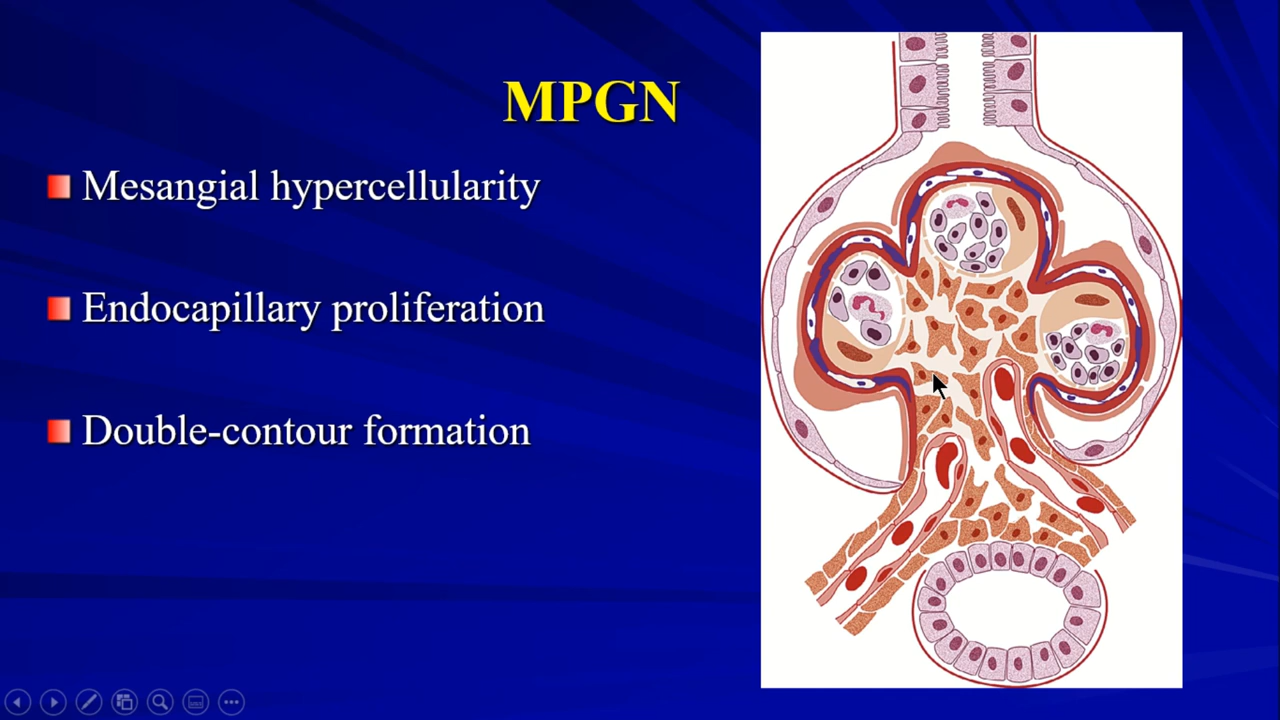 MPGN
Mesangial hypercellularity
Endocapillary proliferation
Double-contour formation